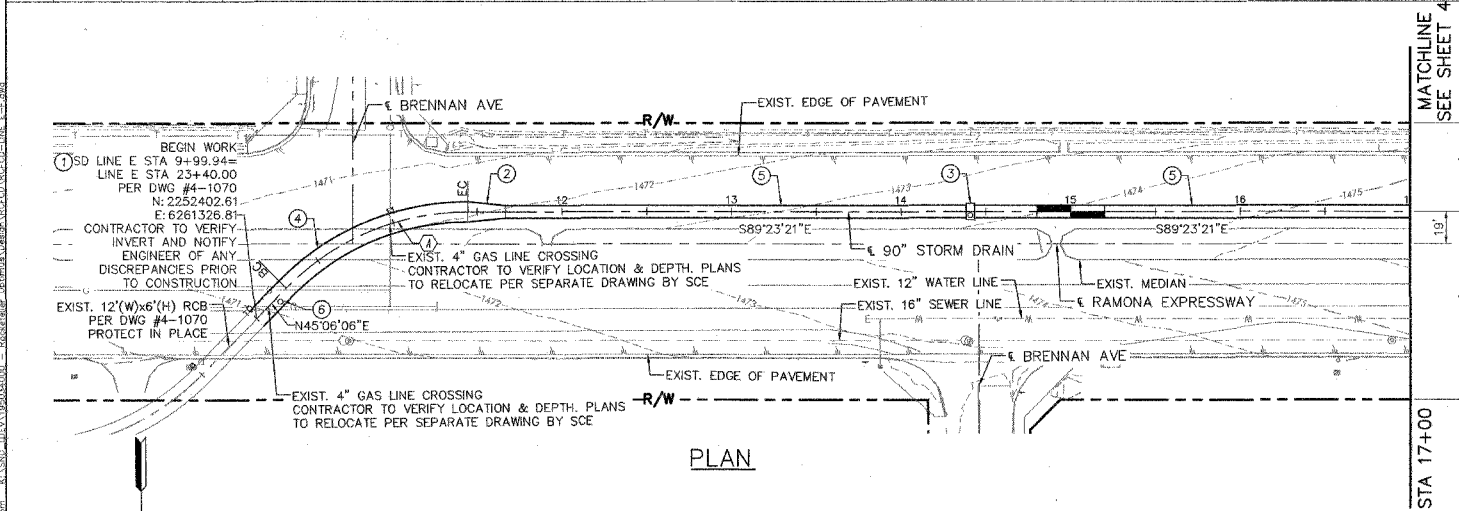 MATCHLINE
SEE SHEET 4
℄ BRENNAN AVE
EXIST. EDGE OF PAVEMENT
R/W
BEGIN WORK
1 SD LINE E STA 9+99.94=
LINE E STA 23+40.00
PER DWG #4-1070
N: 2252402.61
E: 6261326.81
CONTRACTOR TO VERIFY
INVERT AND NOTIFY
ENGINEER OF ANY
DISCREPANCIES PRIOR
TO CONSTRUCTION
EXIST. 12'(W)x6'(H) RCB
PER DWG #4-1070
PROTECT IN PLACE
1471
1472
1473
1474
1475
2
5
3
5
4
EC
BC
12
13
14
15
16
1
A
S89°23'21"E
S89°23'21"E
19'
EXIST. 4" GAS LINE CROSSING
CONTRACTOR TO VERIFY LOCATION & DEPTH. PLANS
TO RELOCATE PER SEPARATE DRAWING BY SCE
℄ 90" STORM DRAIN
EXIST. 12" WATER LINE
EXIST. MEDIAN
EXIST. 16" SEWER LINE
℄ RAMONA EXPRESSWAY
6
N45°06'06"E
1471
1472
1473
1474
1475
W
W
W
W
G
℄ BRENNAN AVE
EXIST. EDGE OF PAVEMENT
EXIST. 4" GAS LINE CROSSING
CONTRACTOR TO VERIFY LOCATION & DEPTH. PLANS
TO RELOCATE PER SEPARATE DRAWING BY SCE
R/W
PLAN
STA 17+00